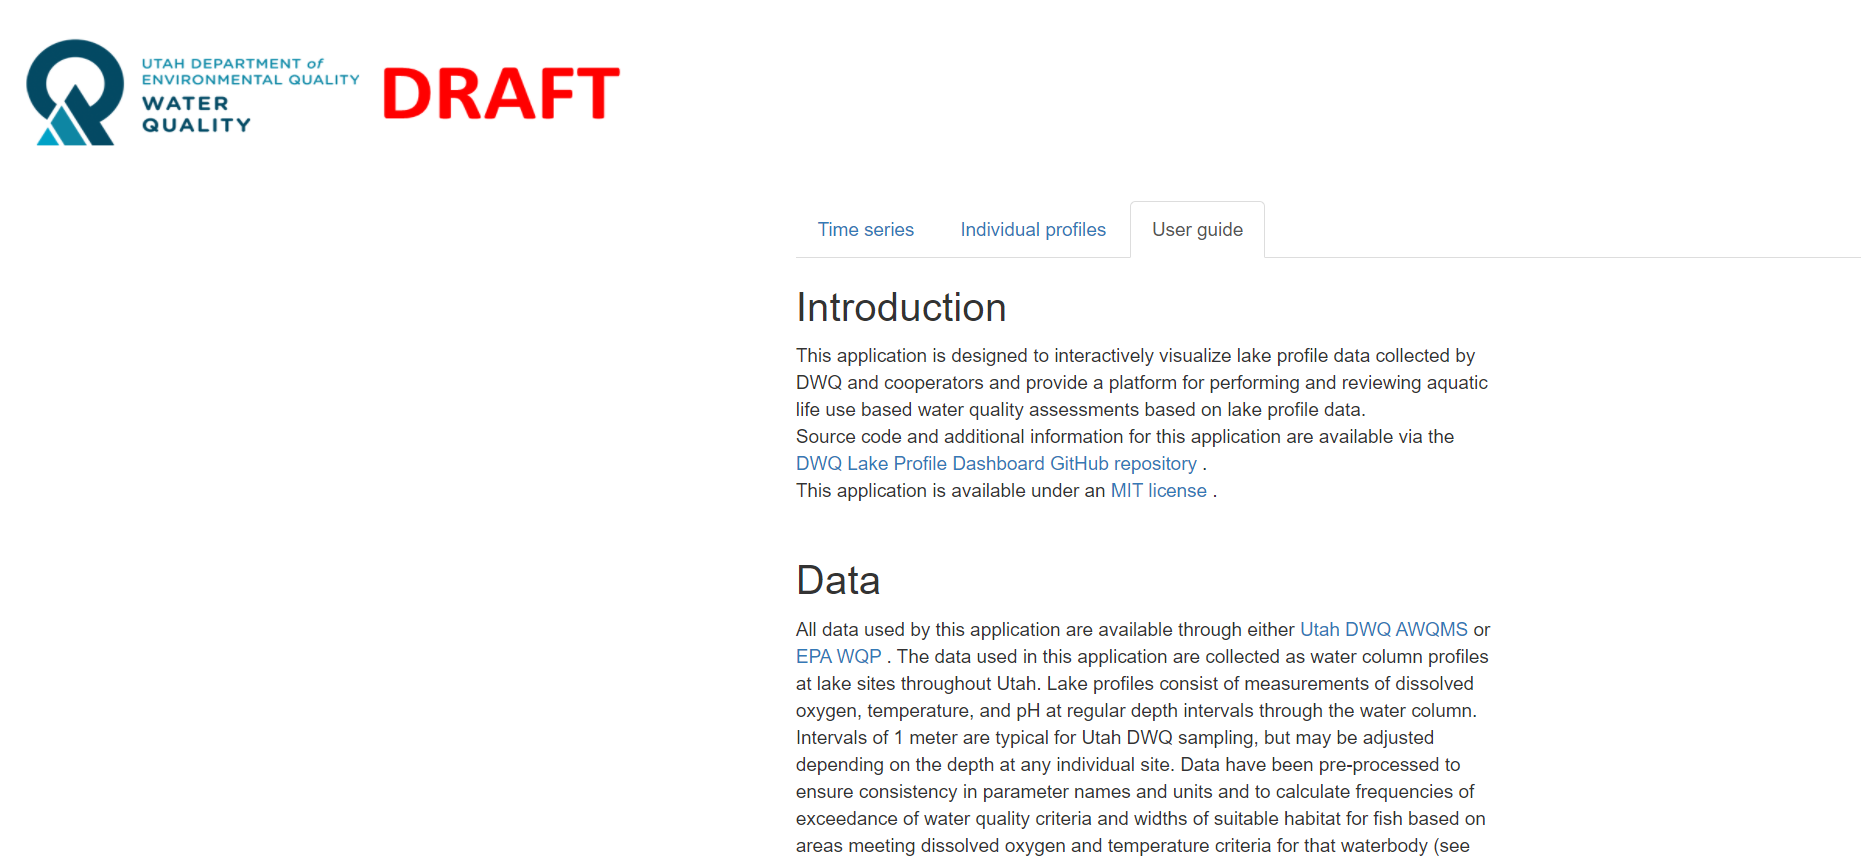 UTAH DEPARTMENT of
ENVIRONMENTAL QUALITY
WATER
QUALITY
DRAFT
Time series
Individual profiles
User guide
Introduction
This application is designed to interactively visualize lake profile data collected by
DWQ and cooperators and provide a platform for performing and reviewing aquatic
life use based water quality assessments based on lake profile data.
Source code and additional information for this application are available via the
DWQ Lake Profile Dashboard GitHub repository .
This application is available under an MIT license .
Data
All data used by this application are available through either Utah DWQ AWQMS or
EPA WQP . The data used in this application are collected as water column profiles
at lake sites throughout Utah. Lake profiles consist of measurements of dissolved
oxygen, temperature, and pH at regular depth intervals through the water column.
Intervals of 1 meter are typical for Utah DWQ sampling, but may be adjusted
depending on the depth at any individual site. Data have been pre-processed to
ensure consistency in parameter names and units and to calculate frequencies of
exceedance of water quality criteria and widths of suitable habitat for fish based on
areas meeting dissolved oxygen and temperature criteria for that waterbody (see